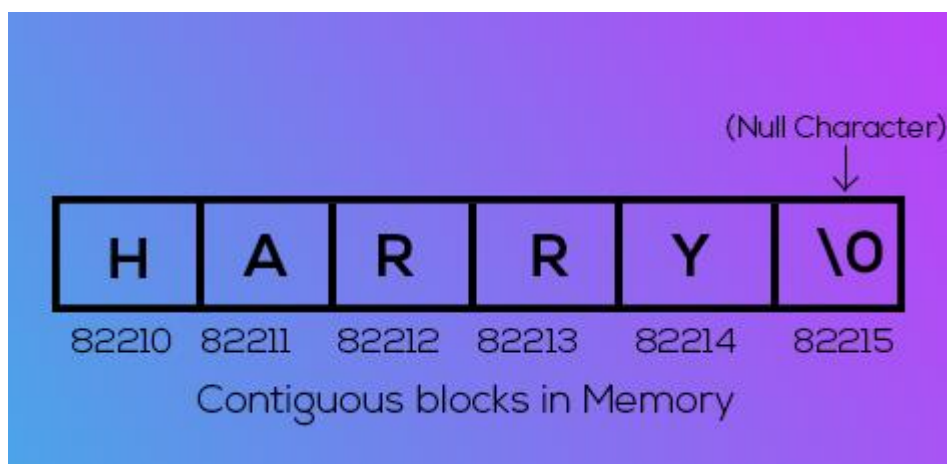 (Null Character)
H A R R Y \0
82210 82211 82212 82213 82214 82215
Contiguous blocks in Memory